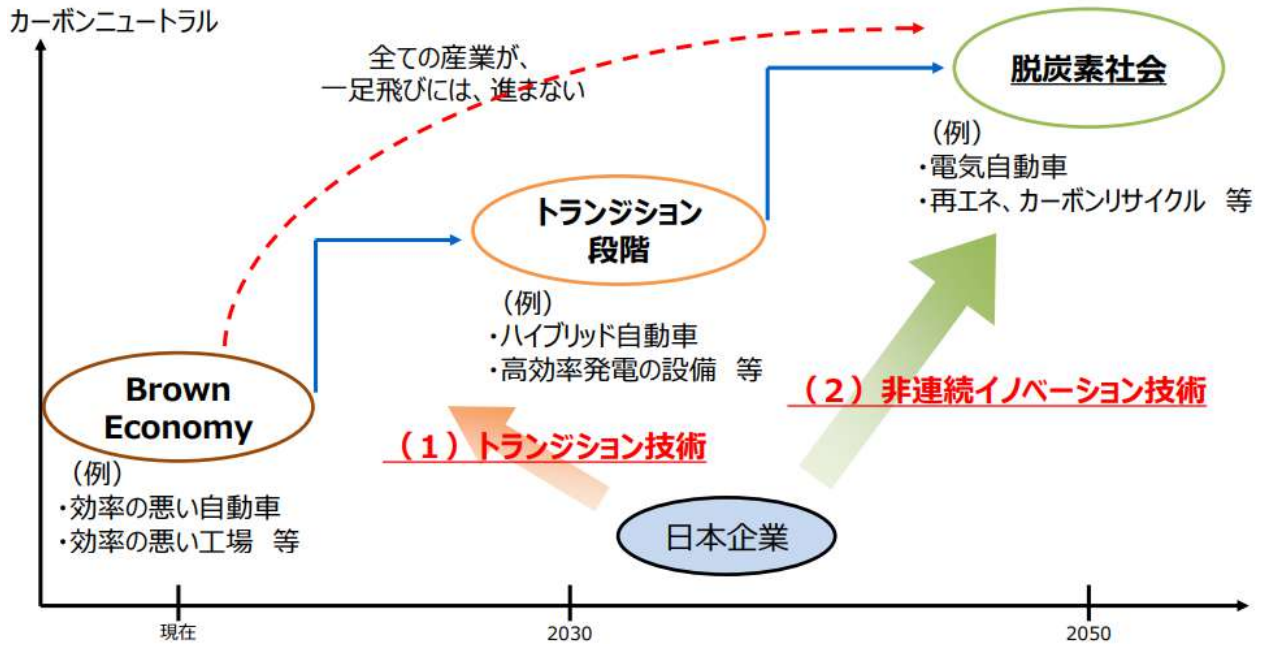 カーボンニュートラル
全ての産業が、
一足飛びには、進まない
脱炭素社会
（例）
・電気自動車
・再エネ、カーボンリサイクル　等
トランジション
段階
（例）
・ハイブリッド自動車
・高効率発電の設備　等
Brown
Economy
（例）
・効率の悪い自動車
・効率の悪い工場　等
（１）トランジション技術
（２）非連続イノベーション技術
日本企業
現在
2030
2050